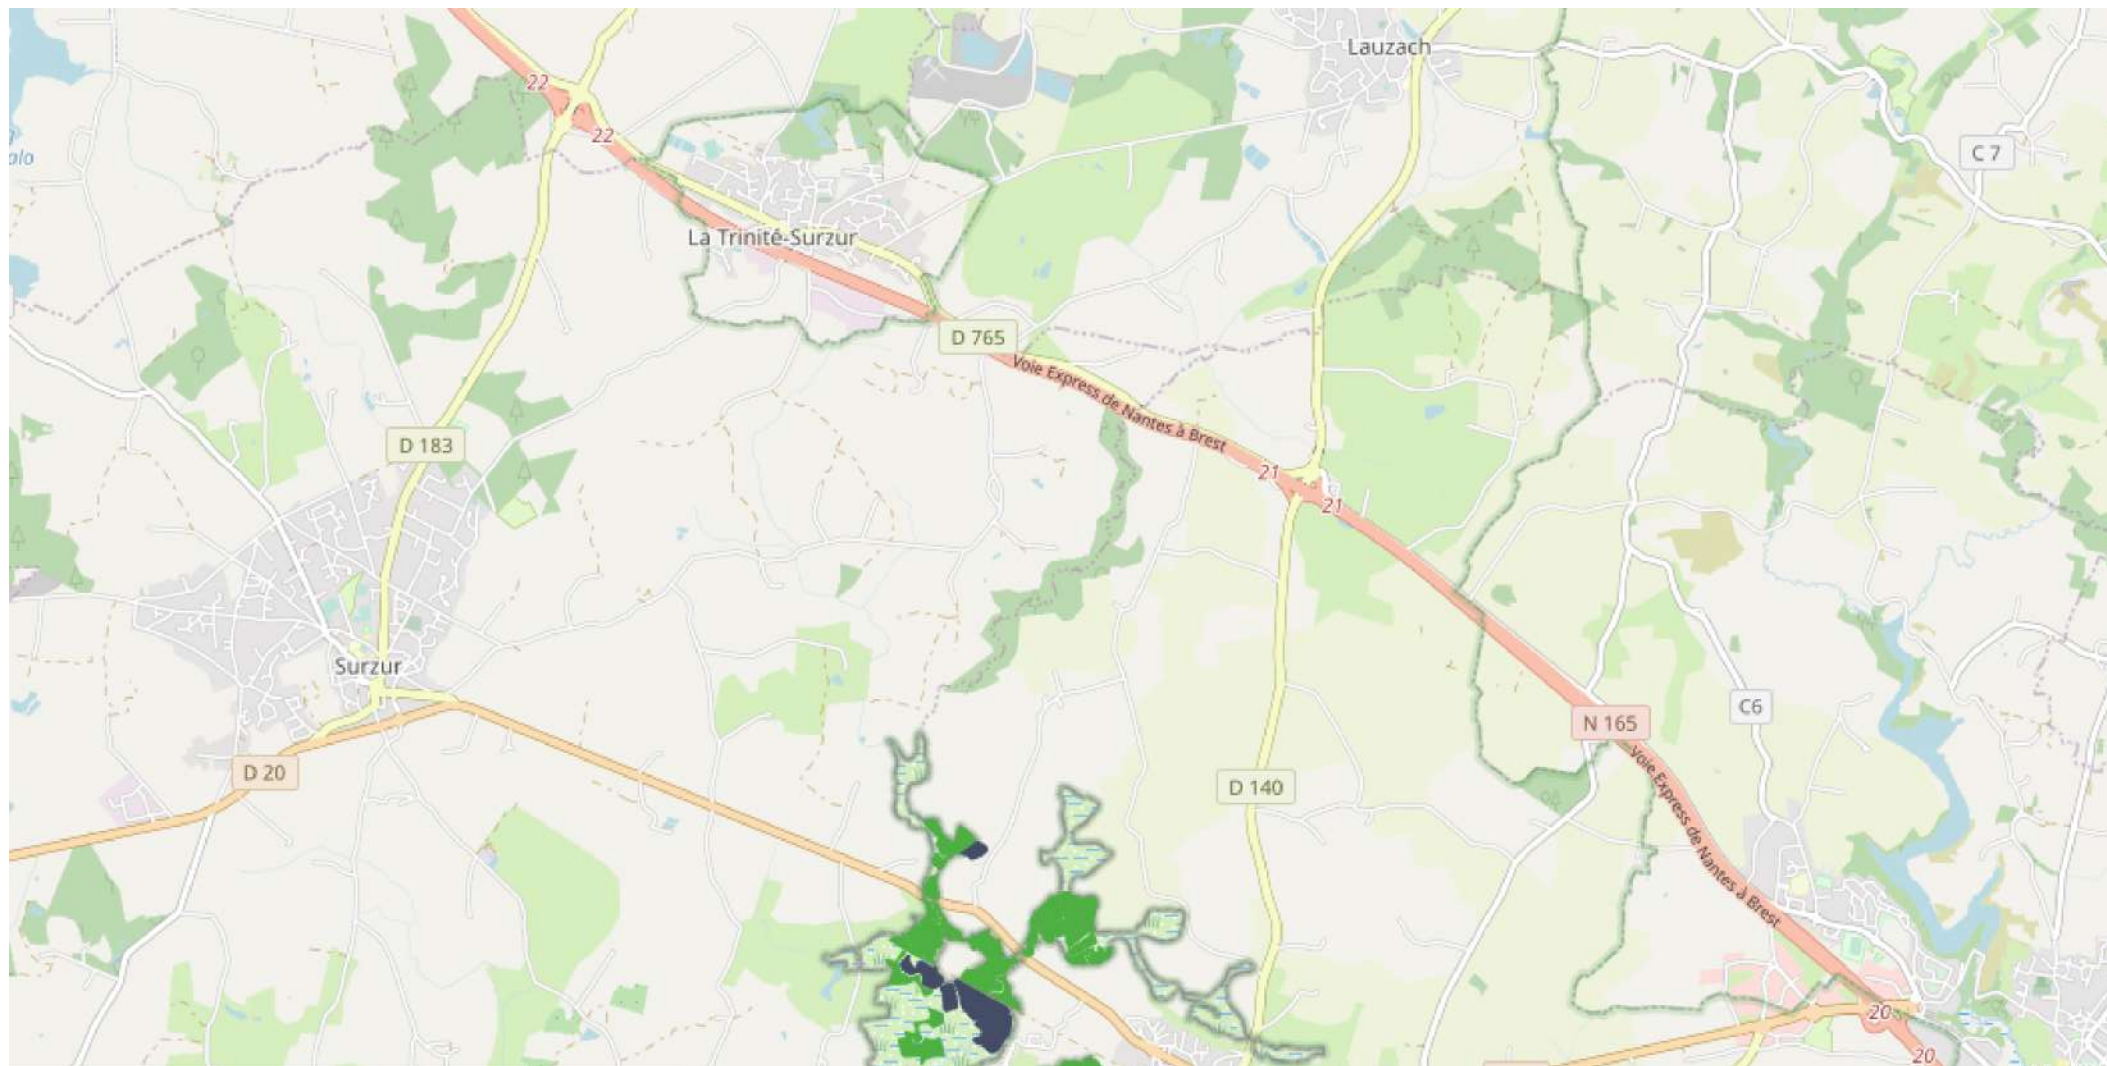 Lauzach
22
22
alo
C 7
La Trinité-Surzur
D 765
Voie Express de Nantes à Brest
D 183
21
21
Surzur
C6
N 165
D 20
D 140
Voie Express de Nantes à Brest
20
20